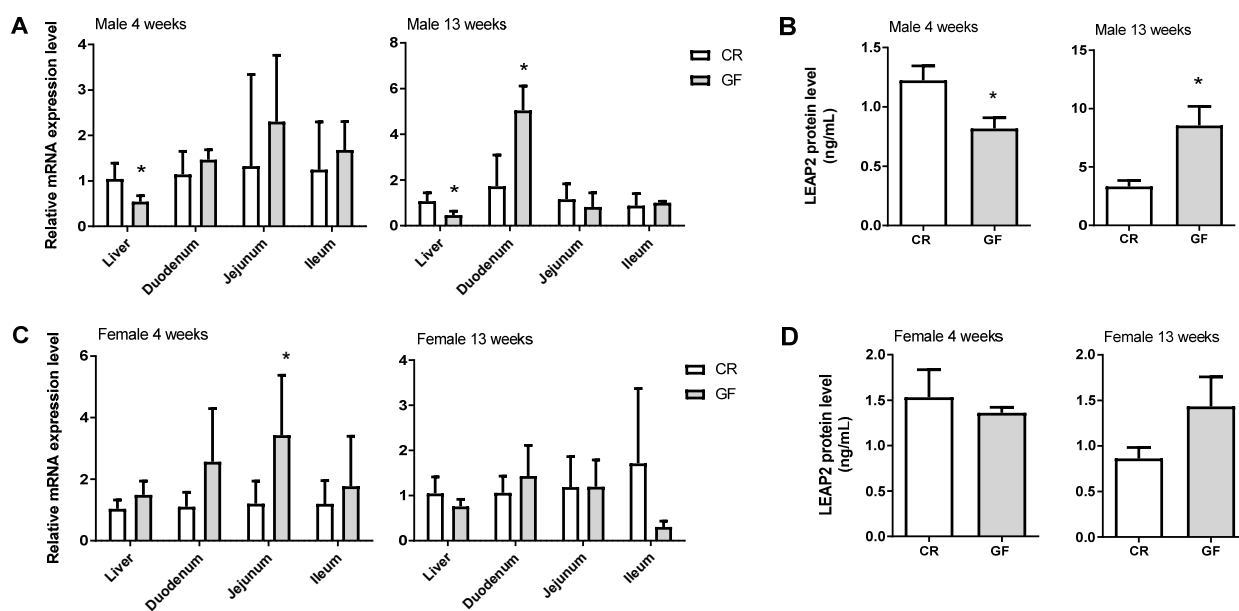 A
Male 4 weeks
Relative mRNA expression level
4
3
2
1
0
*
Liver
Duodenum
Jejunum
Ileum
Male 13 weeks
8
6
4
2
0
*
*
Liver
Duodenum
Jejunum
Ileum
CR
GF
B
Male 4 weeks
LEAP2 protein level
(ng/mL)
1.5
1.0
0.5
0.0
*
CR
GF
Male 13 weeks
15
10
5
0
*
CR
GF
C
Female 4 weeks
Relative mRNA expression level
6
4
2
0
*
Liver
Duodenum
Jejunum
Ileum
Female 13 weeks
4
3
2
1
0
Liver
Duodenum
Jejunum
Ileum
CR
GF
D
Female 4 weeks
LEAP2 protein level
(ng/mL)
2.0
1.5
1.0
0.5
0.0
CR
GF
Female 13 weeks
2.0
1.5
1.0
0.5
0.0
CR
GF